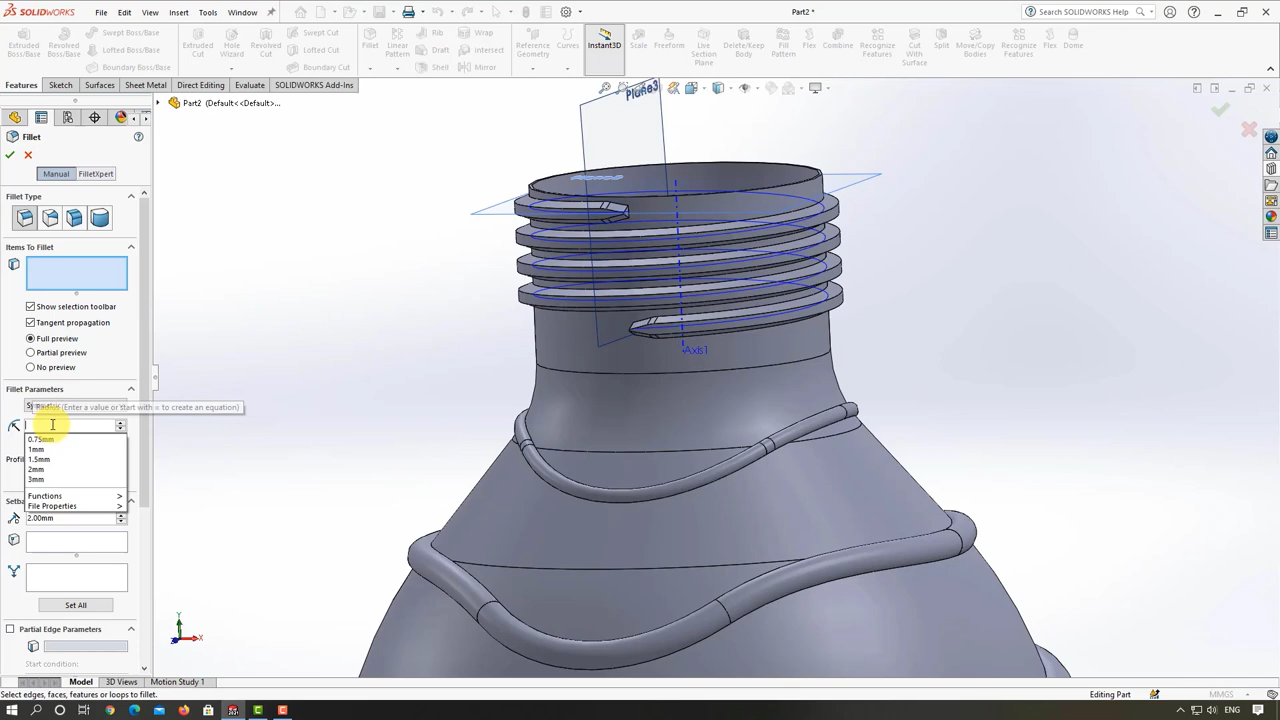 SOLIDWORKS File Edit View Insert Tools Window Part2 * Search SOLIDWORKS Help
Extruded Boss/Base
Revolved Boss/Base
Swept Boss/Base
Lofted Boss/Base
Boundary Boss/Base
Extruded Cut
Hole Wizard
Revolved Cut
Swept Cut
Lofted Cut
Boundary Cut
Fillet
Linear Pattern
Rib
Draft
Shell
Wrap
Intersect
Mirror
Reference Geometry
Curves
Instant3D
Scale
Freeform
Live Section Plane
Delete/Keep Body
Fill Pattern
Flex
Combine
Recognize Features
Cut With Surface
Split
Move/Copy Bodies
Recognize Features
Flex
Dome
Features Sketch Surfaces Sheet Metal Direct Editing Evaluate SOLIDWORKS Add-Ins
Part2 (Default<<Default>...
Plane3
Axis1
Fillet
Manual FilletXpert
Fillet Type
Items To Fillet
Show selection toolbar
Tangent propagation
Full preview
Partial preview
No preview
Fillet Parameters
Radius (Enter a value or start with = to create an equation)
0.75mm
1mm
1.5mm
2mm
3mm
Functions >
File Properties >
2.00mm
Set All
Partial Edge Parameters
Start condition:
Y
X
Z
Model 3D Views Motion Study 1
Select edges, faces, features or loops to fillet. Editing Part MMGS
ENG